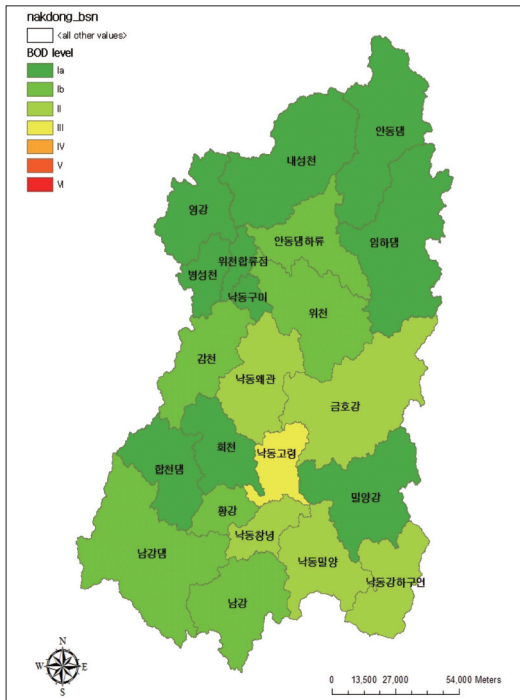 nakdong_bsn
<all other values>
BOD level
Ia
Ib
II
III
IV
V
VI
안동댐
내성천
영강
임하댐
안동댐하류
위천합류점
병성천
낙동구미
위천
감천
낙동왜관
금호강
회천
낙동고령
합천댐
밀양강
황강
낙동창녕
남강댐
낙동밀양
낙동강하구언
남강
N
W E
S
0 13,500 27,000 54,000 Meters